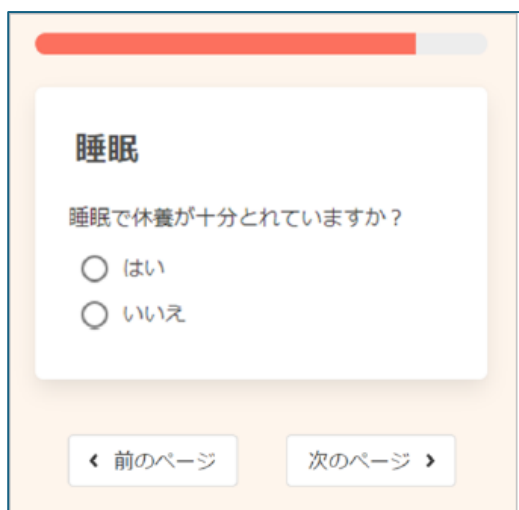 睡眠
睡眠で休養が十分とれていますか？
はい
いいえ
前のページ
次のページ